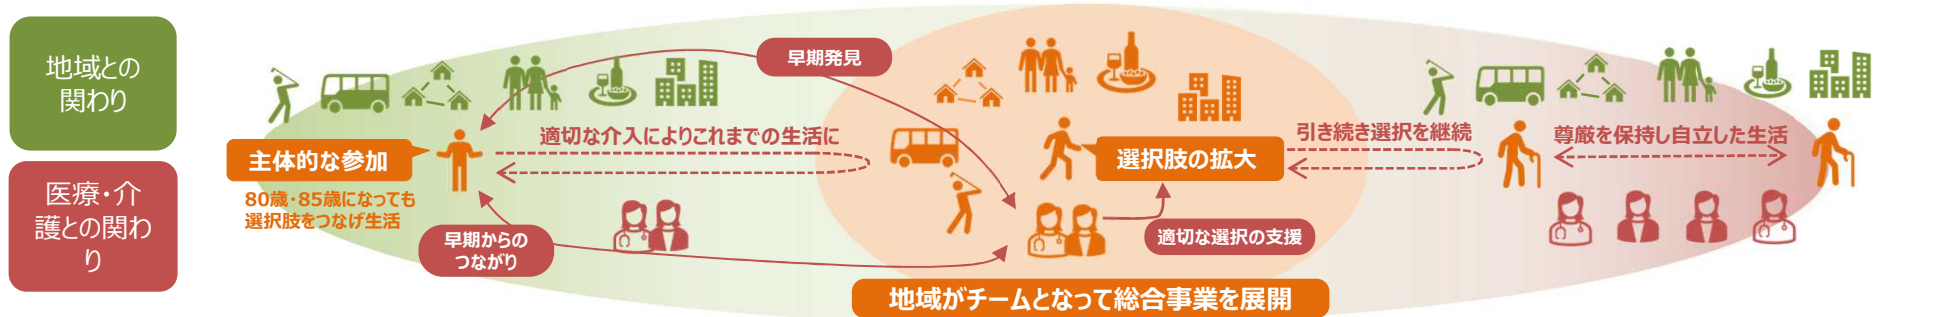 地域との
関わり
医療・介
護との関わ
り
早期発見
適切な介入によりこれまでの生活に
引き続き選択を継続
尊厳を保持し自立した生活
主体的な参加
選択肢の拡大
80歳・85歳になっても
選択肢をつなげ生活
早期からの
つながり
適切な選択の支援
地域がチームとなって総合事業を展開